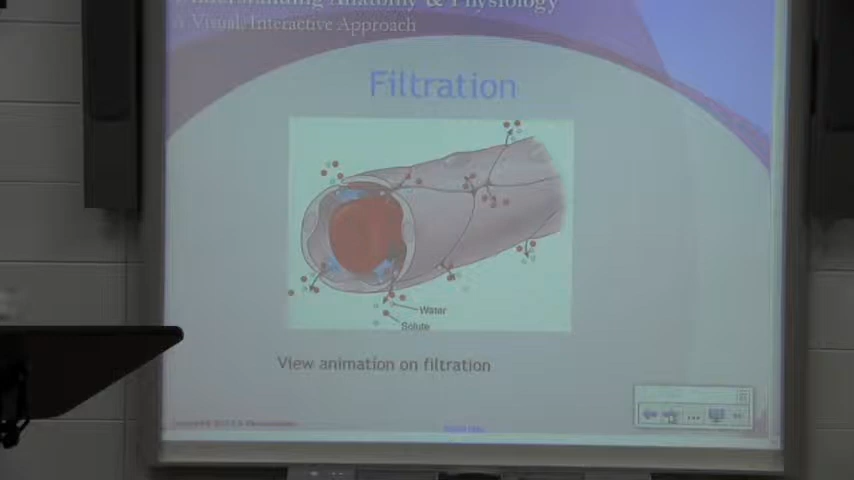 Understanding Anatomy & Physiology
A Visual, Interactive Approach
Filtration
Water
Solute
View animation on filtration